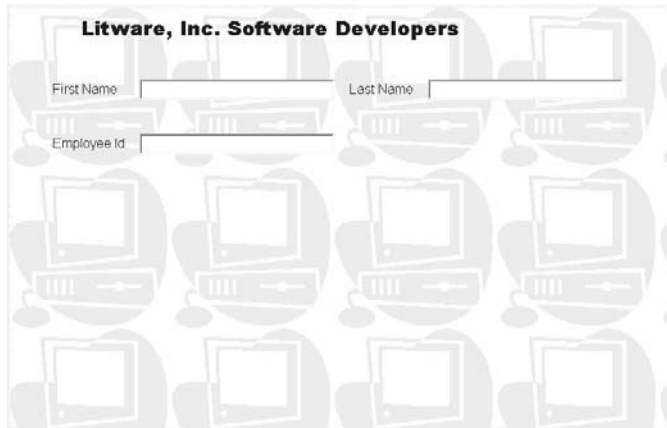 Litware, Inc. Software Developers
First Name Last Name
Employee Id